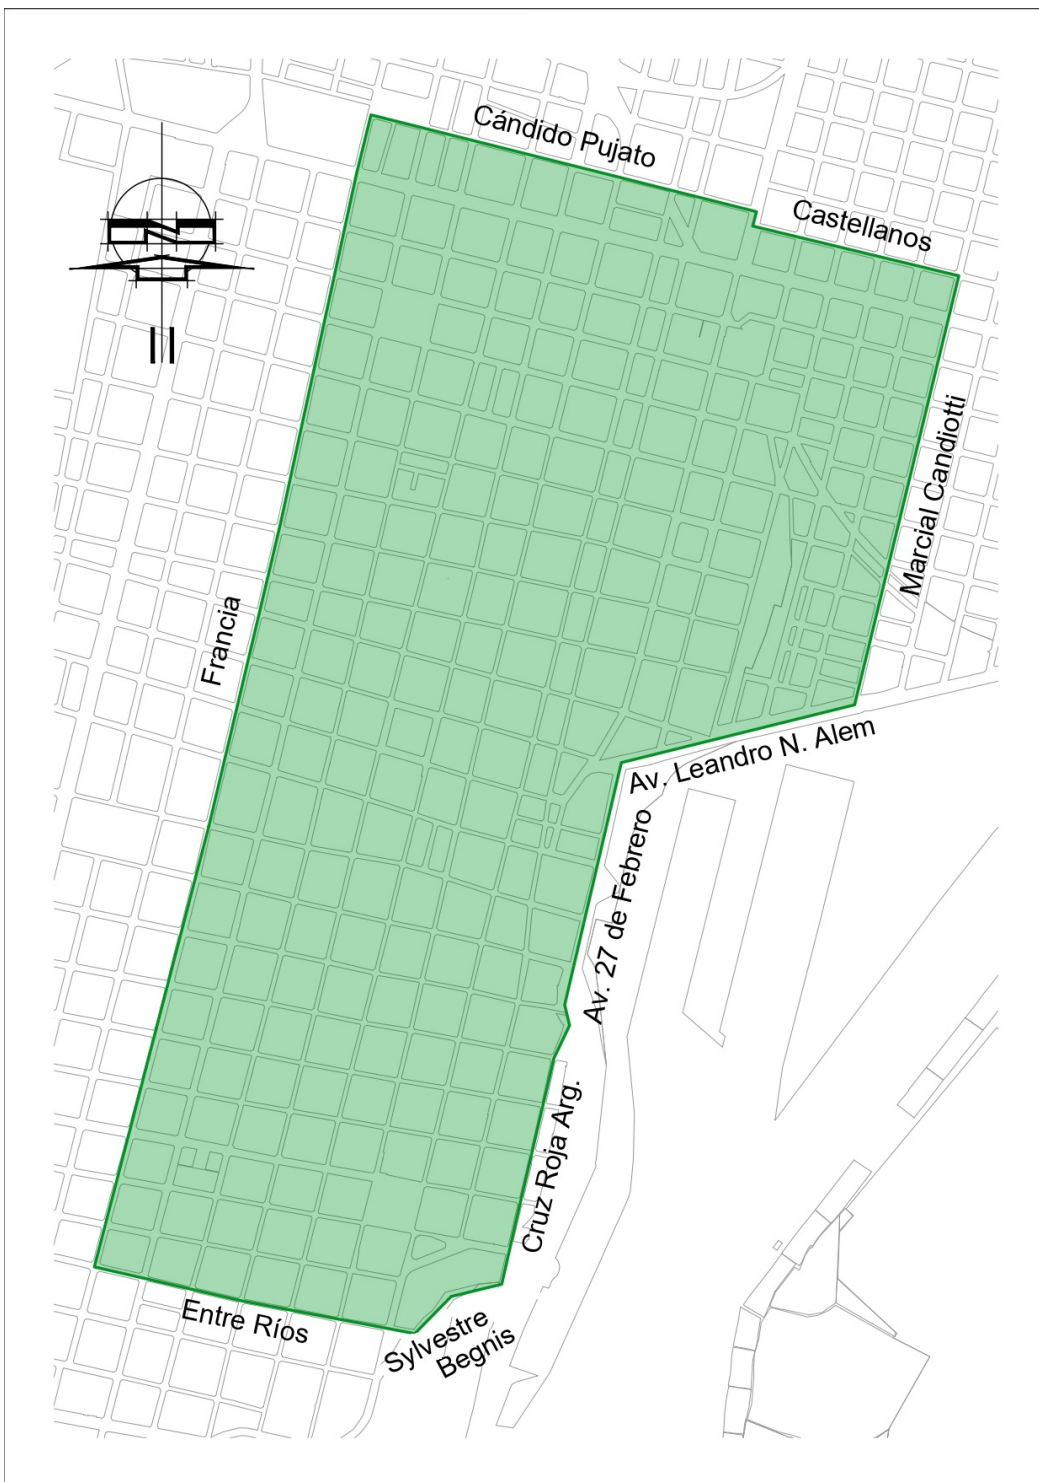 Cándido Pujato
Castellanos
Marcial Candiotti
Francia
Av. Leandro N. Alem
Av. 27 de Febrero
Cruz Roja Arg.
Entre Ríos
Sylvestre
Begnis